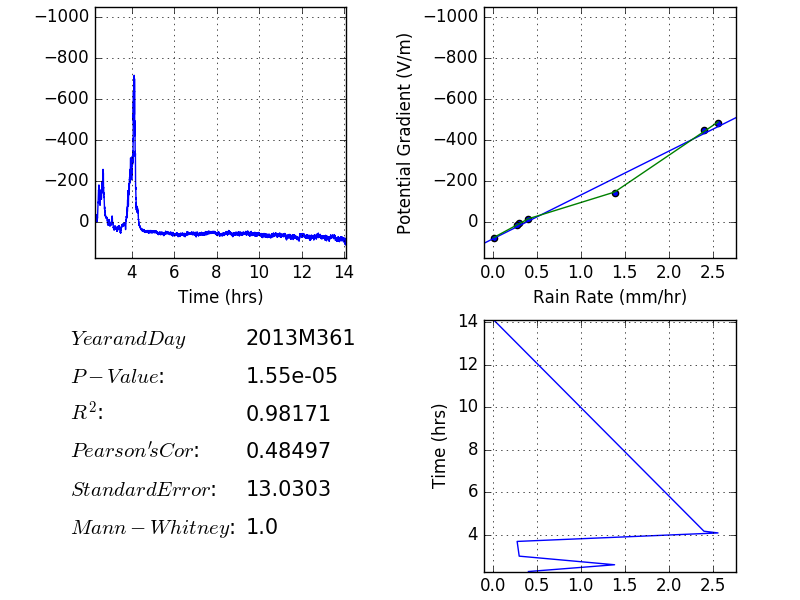 −1000
−800
−600
−400
−200
0
4 6 8 10 12 14
Time (hrs)
Potential Gradient (V/m)
−1000
−800
−600
−400
−200
0
0.0 0.5 1.0 1.5 2.0 2.5
Rain Rate (mm/hr)
YearandDay 2013M361
P−Value: 1.55e-05
R²: 0.98171
Pearson'sCor: 0.48497
StandardError: 13.0303
Mann−Whitney: 1.0
Time (hrs)
14
12
10
8
6
4
0.0 0.5 1.0 1.5 2.0 2.5